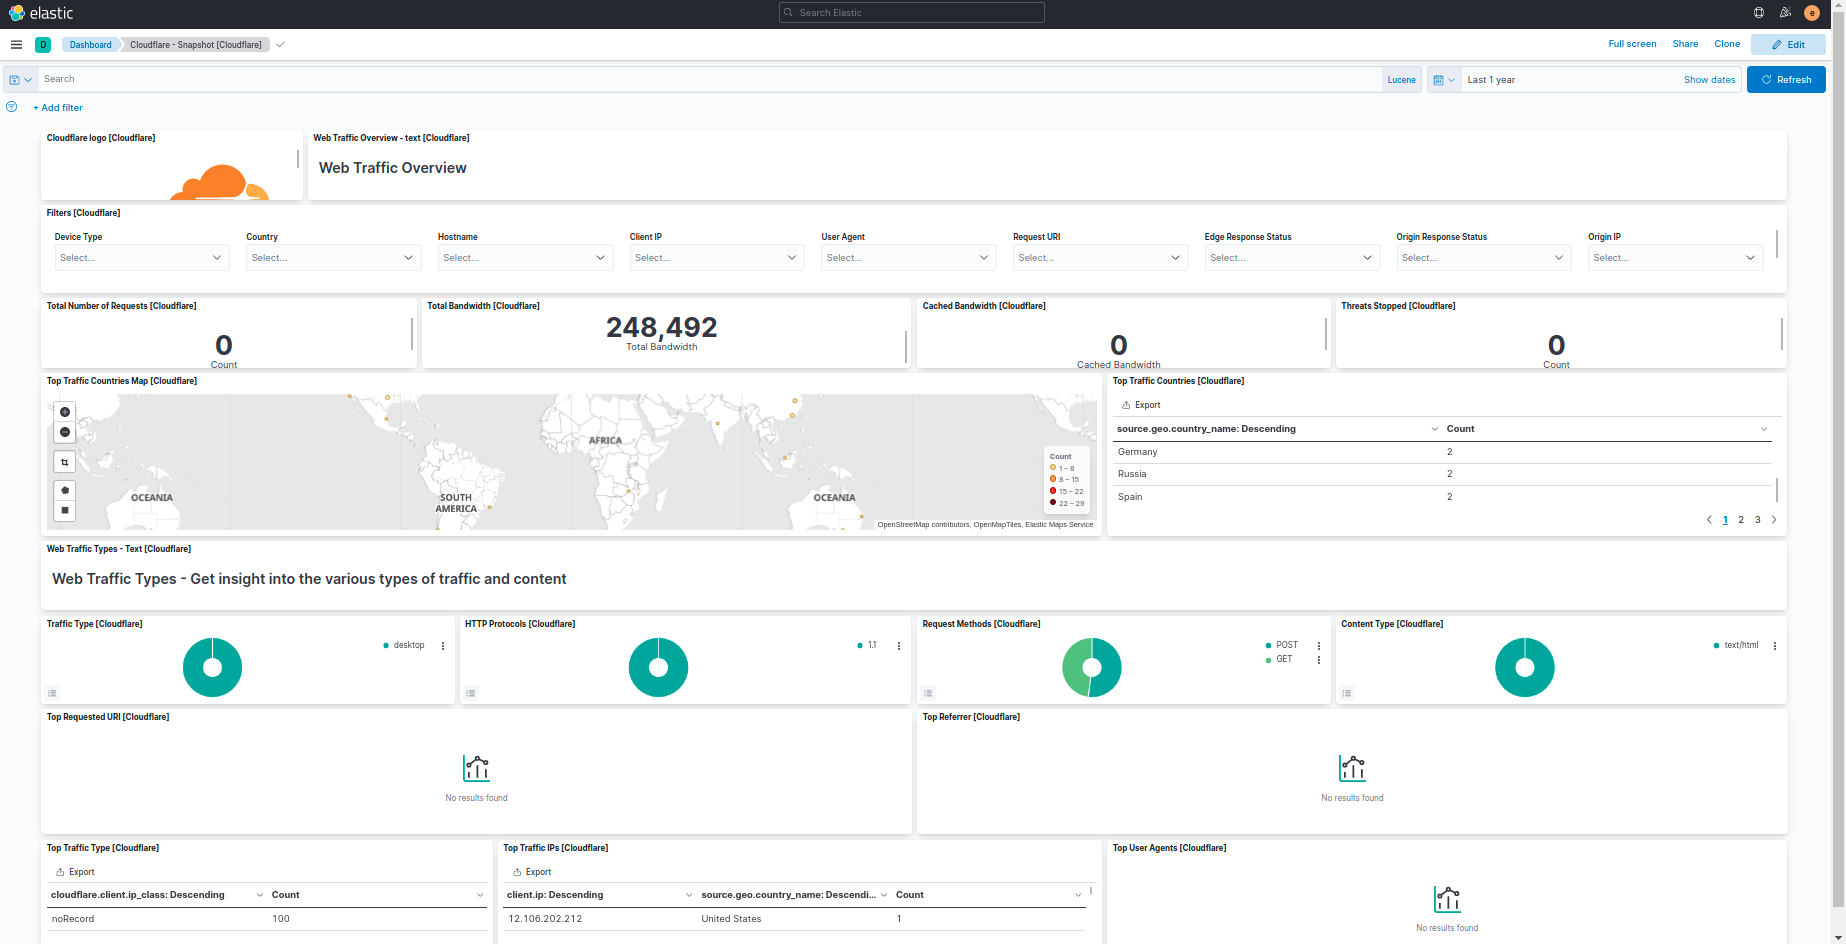 elastic
Search Elastic
e
D
Dashboard
Cloudflare - Snapshot [Cloudflare]
Full screen
Share
Clone
Edit
Search
Lucene
Last 1 year
Show dates
Refresh
+ Add filter
Cloudflare logo [Cloudflare]
Web Traffic Overview - text [Cloudflare]
Web Traffic Overview
Filters [Cloudflare]
Device Type
Country
Hostname
Client IP
User Agent
Request URI
Edge Response Status
Origin Response Status
Origin IP
Select...
Select...
Select...
Select...
Select...
Select...
Select...
Select...
Select...
Total Number of Requests [Cloudflare]
0
Count
Total Bandwidth [Cloudflare]
248,492
Total Bandwidth
Cached Bandwidth [Cloudflare]
0
Cached Bandwidth
Threats Stopped [Cloudflare]
0
Count
Top Traffic Countries Map [Cloudflare]
AFRICA
OCEANIA
SOUTH
AMERICA
OCEANIA
Count
1 – 8
8 – 15
15 – 22
22 – 29
OpenStreetMap contributors, OpenMapTiles, Elastic Maps Service
Top Traffic Countries [Cloudflare]
Export
source.geo.country_name: Descending
Count
Germany
2
Russia
2
Spain
2
1
2
3
Web Traffic Types - Text [Cloudflare]
Web Traffic Types - Get insight into the various types of traffic and content
Traffic Type [Cloudflare]
desktop
HTTP Protocols [Cloudflare]
1.1
Request Methods [Cloudflare]
POST
GET
Content Type [Cloudflare]
text/html
Top Requested URI [Cloudflare]
No results found
Top Referrer [Cloudflare]
No results found
Top Traffic Type [Cloudflare]
Export
cloudflare.client.ip_class: Descending
Count
noRecord
100
Top Traffic IPs [Cloudflare]
Export
client.ip: Descending
source.geo.country_name: Descendi...
Count
12.106.202.212
United States
1
Top User Agents [Cloudflare]
No results found